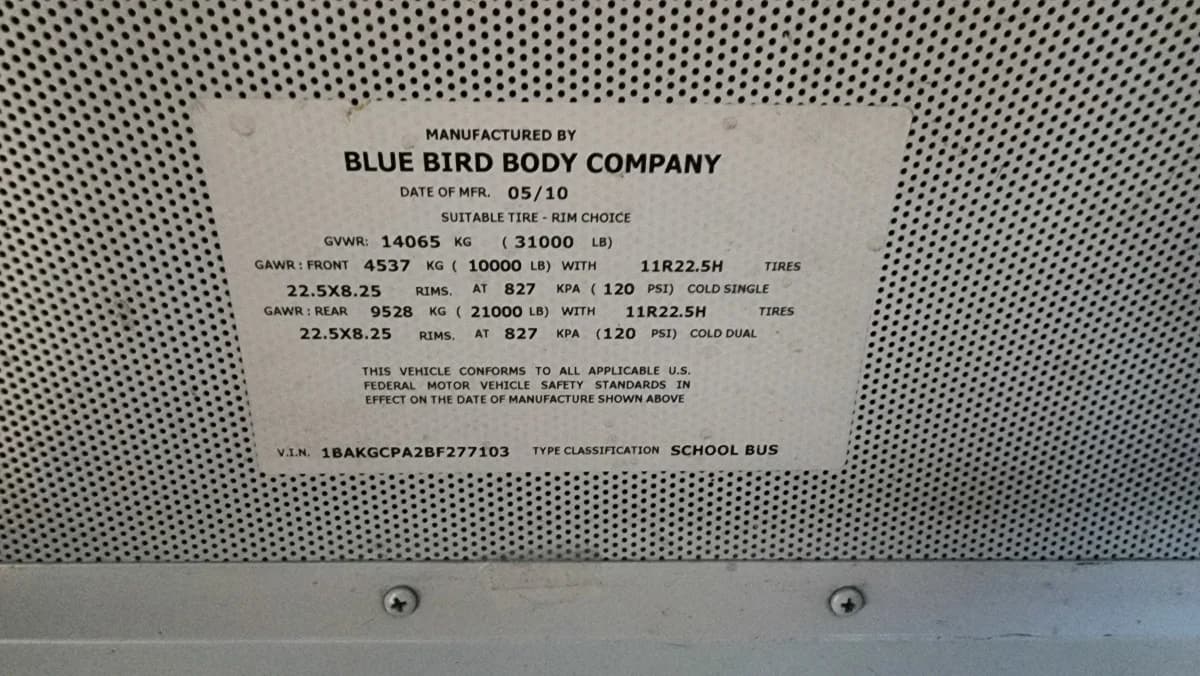 MANUFACTURED BY
BLUE BIRD BODY COMPANY
DATE OF MFR. 05/10
SUITABLE TIRE - RIM CHOICE
GVWR: 14065 KG ( 31000 LB)
GAWR : FRONT 4537 KG ( 10000 LB) WITH 11R22.5H TIRES
22.5X8.25 RIMS. AT 827 KPA ( 120 PSI) COLD SINGLE
GAWR : REAR 9528 KG ( 21000 LB) WITH 11R22.5H TIRES
22.5X8.25 RIMS. AT 827 KPA (120 PSI) COLD DUAL
THIS VEHICLE CONFORMS TO ALL APPLICABLE U.S.
FEDERAL MOTOR VEHICLE SAFETY STANDARDS IN
EFFECT ON THE DATE OF MANUFACTURE SHOWN ABOVE
V.I.N. 1BAKGCPA2BF277103 TYPE CLASSIFICATION SCHOOL BUS